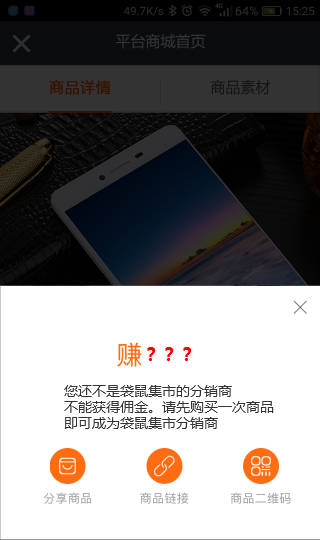 49.7K/s 4G 64% 15:25
平台商城首页
商品详情 商品素材
赚？？？
您还不是袋鼠集市的分销商
不能获得佣金。请先购买一次商品
即可成为袋鼠集市分销商
分享商品 商品链接 商品二维码